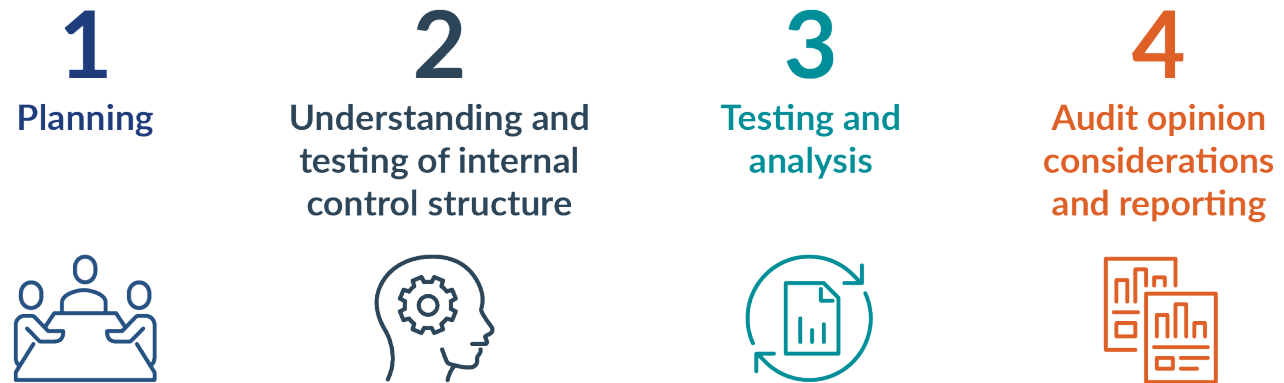 1
Planning
2
Understanding and
testing of internal
control structure
3
Testing and
analysis
4
Audit opinion
considerations
and reporting